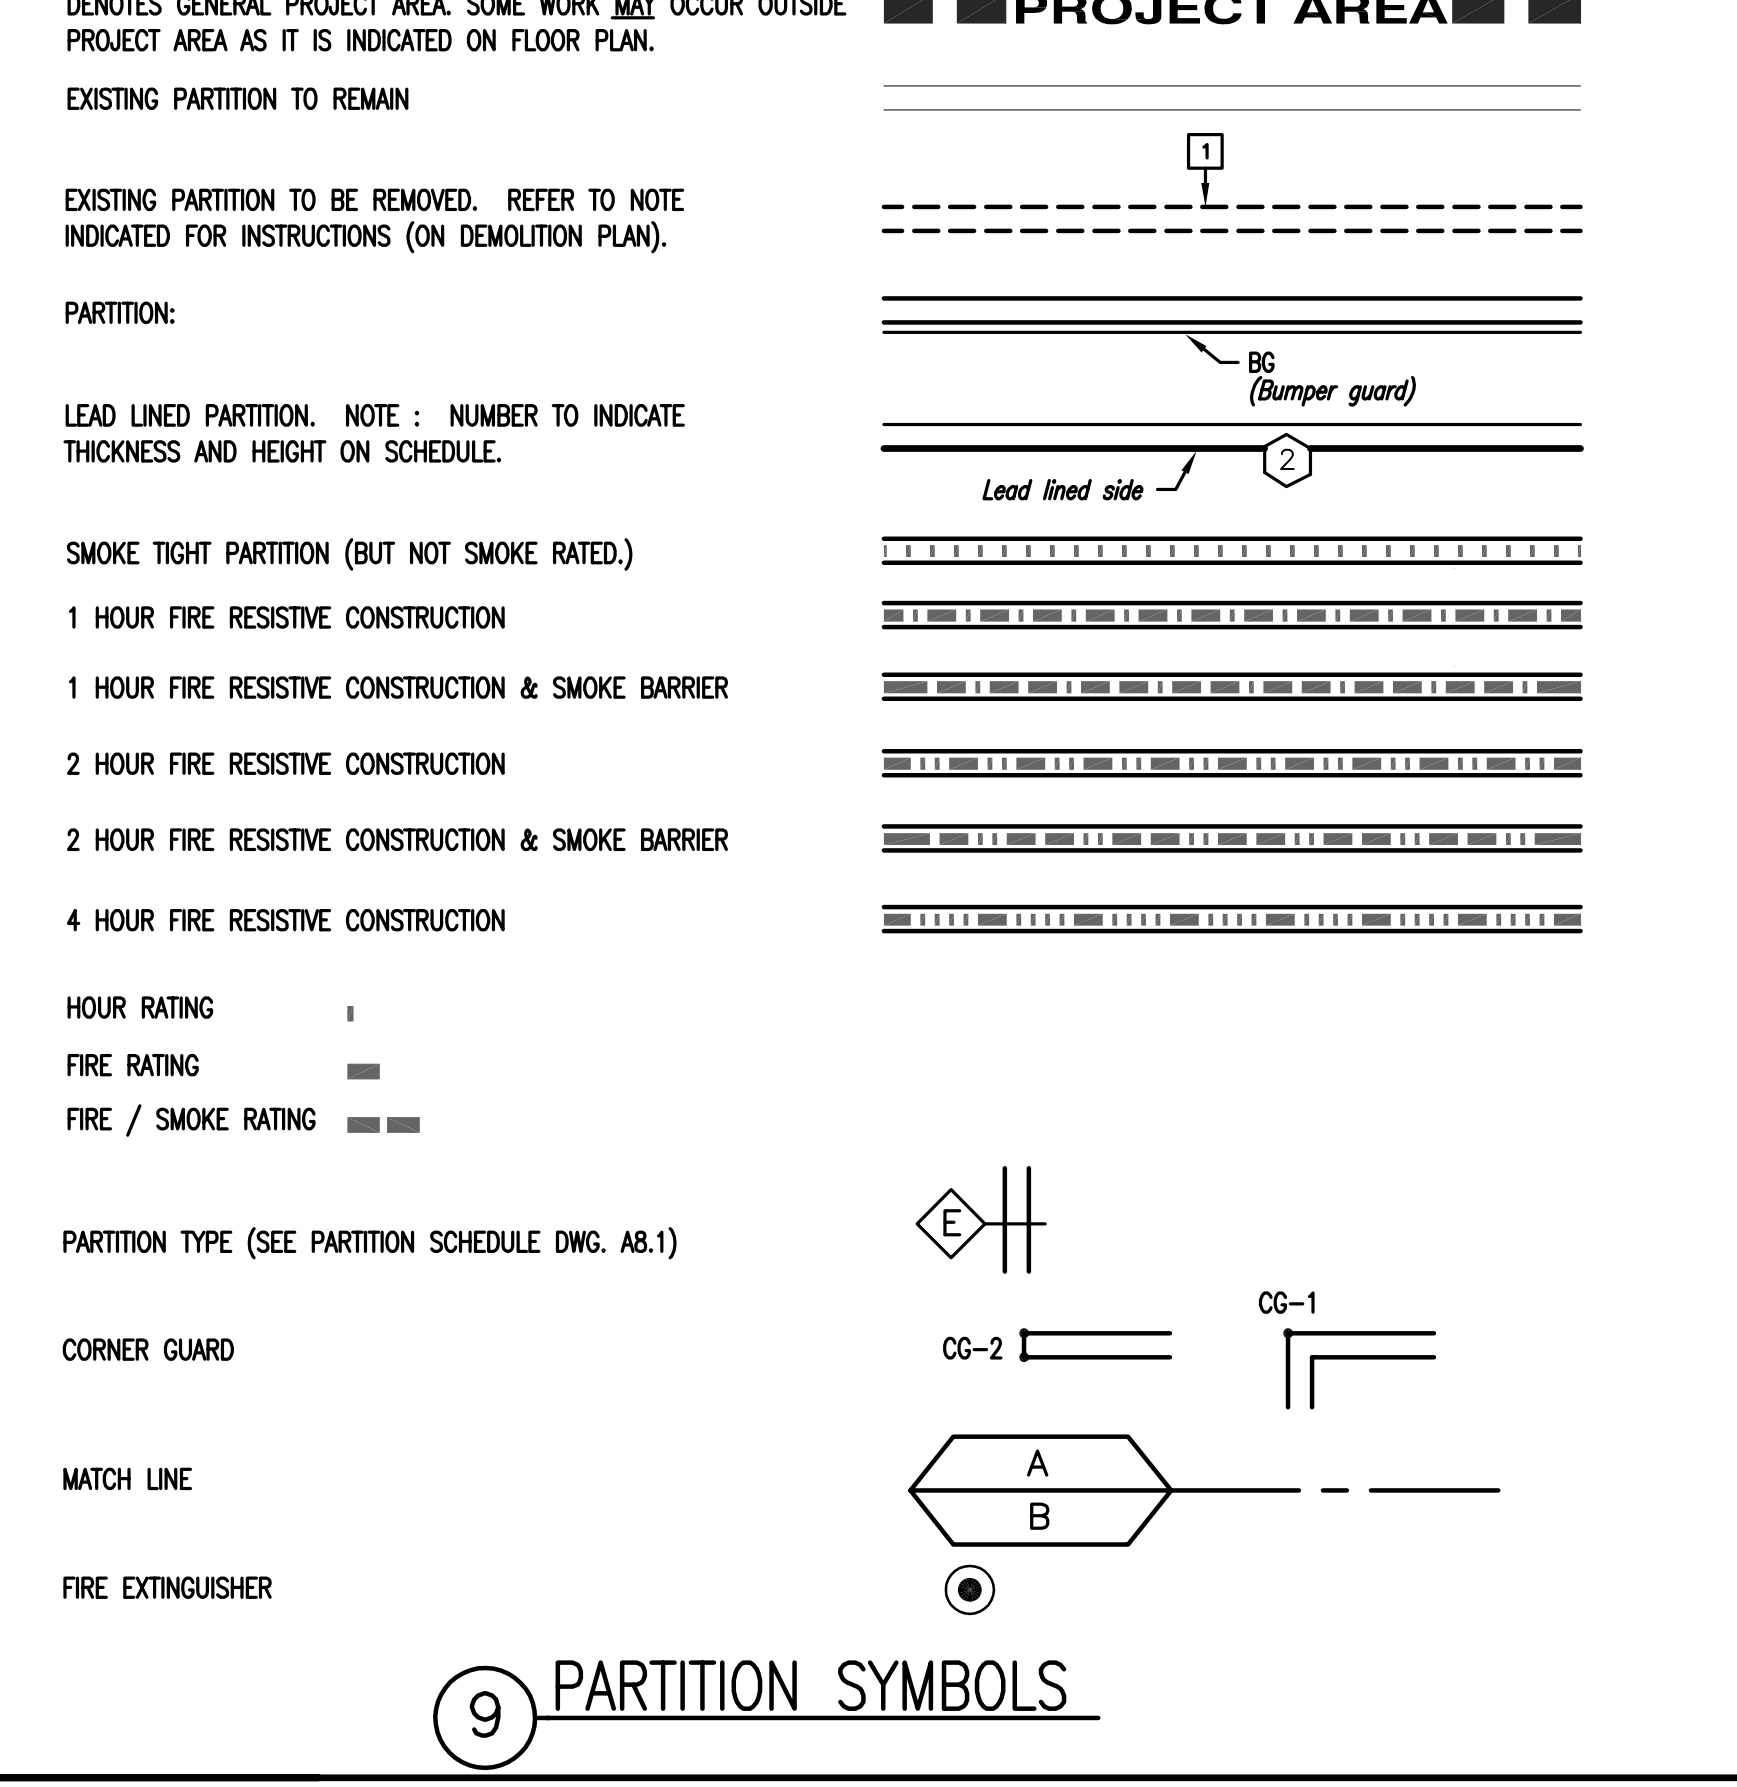 DENOTES GENERAL PROJECT AREA. SOME WORK MAY OCCUR OUTSIDE
PROJECT AREA AS IT IS INDICATED ON FLOOR PLAN.
PROJECT AREA
EXISTING PARTITION TO REMAIN
1
EXISTING PARTITION TO BE REMOVED. REFER TO NOTE
INDICATED FOR INSTRUCTIONS (ON DEMOLITION PLAN).
PARTITION:
BG
(Bumper guard)
LEAD LINED PARTITION. NOTE : NUMBER TO INDICATE
THICKNESS AND HEIGHT ON SCHEDULE.
2
Lead lined side
SMOKE TIGHT PARTITION (BUT NOT SMOKE RATED.)
1 HOUR FIRE RESISTIVE CONSTRUCTION
1 HOUR FIRE RESISTIVE CONSTRUCTION & SMOKE BARRIER
2 HOUR FIRE RESISTIVE CONSTRUCTION
2 HOUR FIRE RESISTIVE CONSTRUCTION & SMOKE BARRIER
4 HOUR FIRE RESISTIVE CONSTRUCTION
HOUR RATING
FIRE RATING
FIRE / SMOKE RATING
PARTITION TYPE (SEE PARTITION SCHEDULE DWG. A8.1)
E
CORNER GUARD
CG-2
CG-1
MATCH LINE
A
B
FIRE EXTINGUISHER
9 PARTITION SYMBOLS